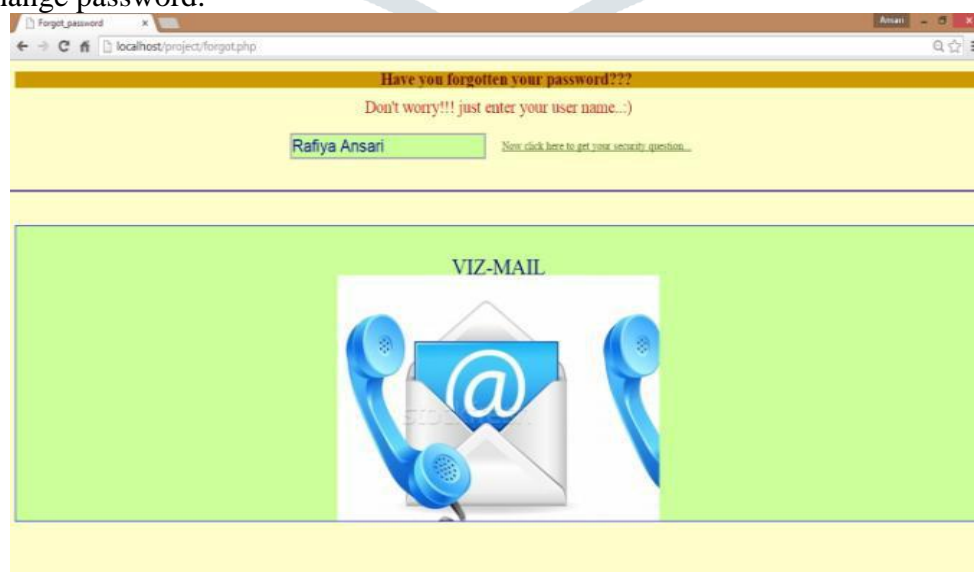 hange password.
Forgot_password
Ansari
localhost/project/forgot.php
Have you forgotten your password???
Don't worry!!! just enter your user name..:)
Rafiya Ansari Now click here to get your security question...
VIZ-MAIL
@